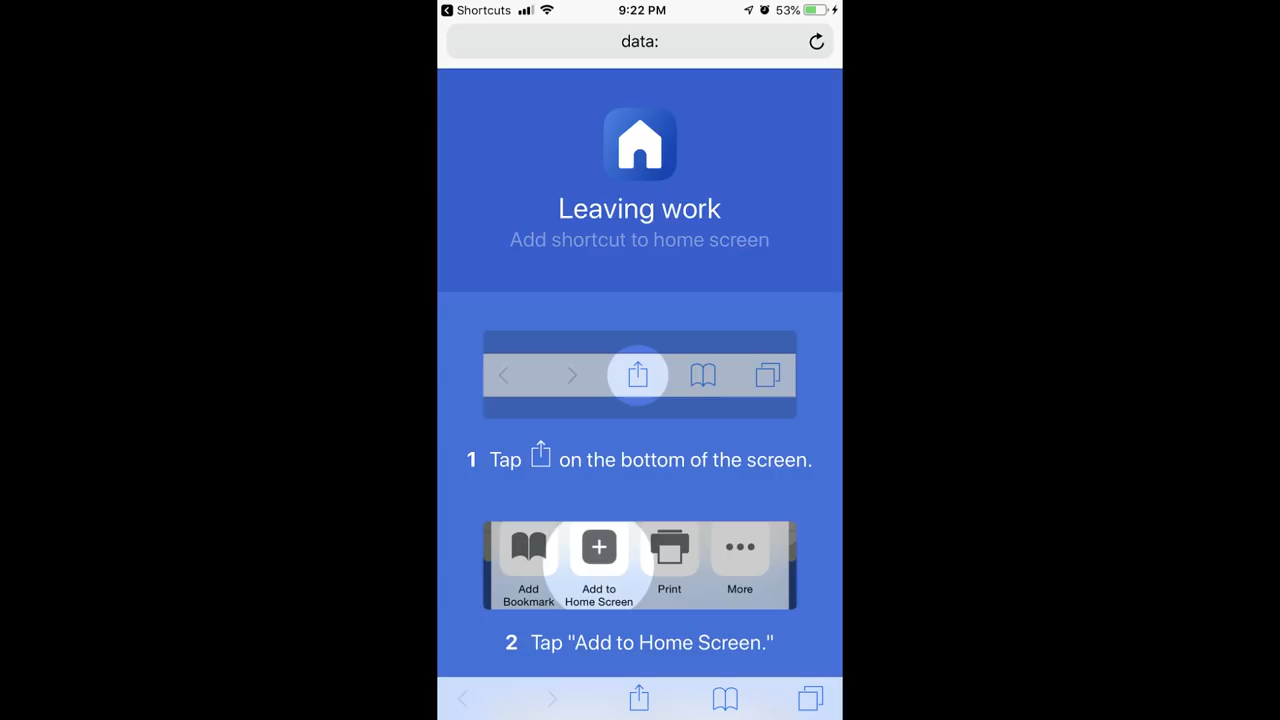 Shortcuts 9:22 PM 53%
data:
Leaving work
Add shortcut to home screen
1 Tap on the bottom of the screen.
Add Bookmark Add to Home Screen Print More
2 Tap "Add to Home Screen."